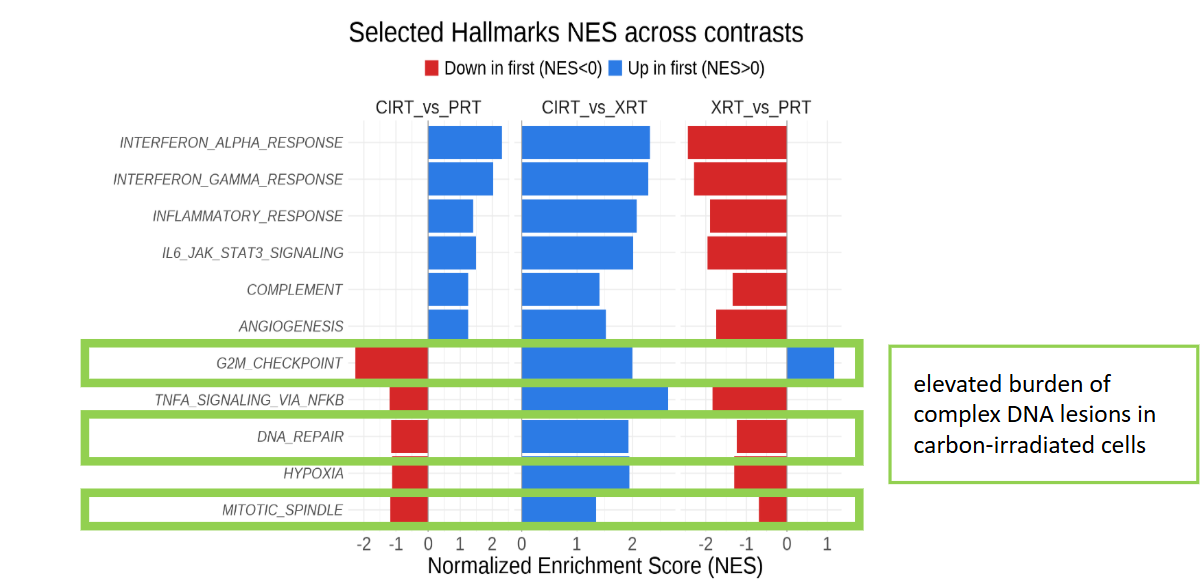 Selected Hallmarks NES across contrasts
Down in first (NES<0) Up in first (NES>0)
CIRT_vs_PRT CIRT_vs_XRT XRT_vs_PRT
INTERFERON_ALPHA_RESPONSE
INTERFERON_GAMMA_RESPONSE
INFLAMMATORY_RESPONSE
IL6_JAK_STAT3_SIGNALING
COMPLEMENT
ANGIOGENESIS
G2M_CHECKPOINT
TNFA_SIGNALING_VIA_NFKB
DNA_REPAIR
HYPOXIA
MITOTIC_SPINDLE
-2 -1 0 1 2 0 1 2 -2 -1 0 1
Normalized Enrichment Score (NES)
elevated burden of
complex DNA lesions in
carbon-irradiated cells